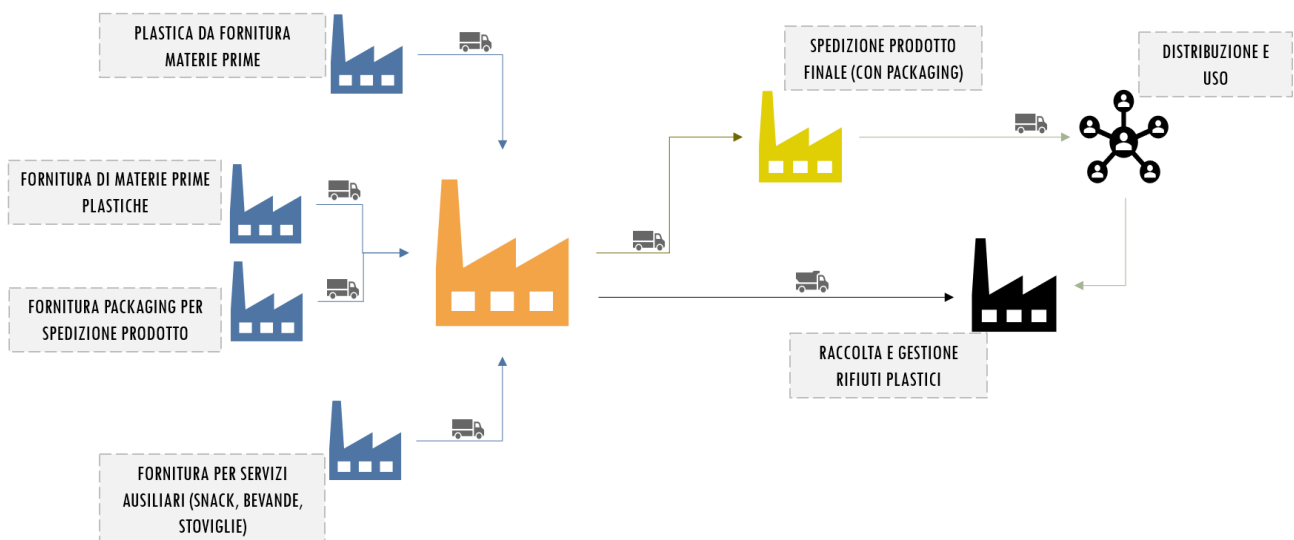 PLASTICA DA FORNITURA
MATERIE PRIME
FORNITURA DI MATERIE PRIME
PLASTICHE
FORNITURA PACKAGING PER
SPEDIZIONE PRODOTTO
FORNITURA PER SERVIZI
AUSILIARI (SNACK, BEVANDE,
STOVIGLIE)
SPEDIZIONE PRODOTTO
FINALE (CON PACKAGING)
DISTRIBUZIONE E
USO
RACCOLTA E GESTIONE
RIFIUTI PLASTICI